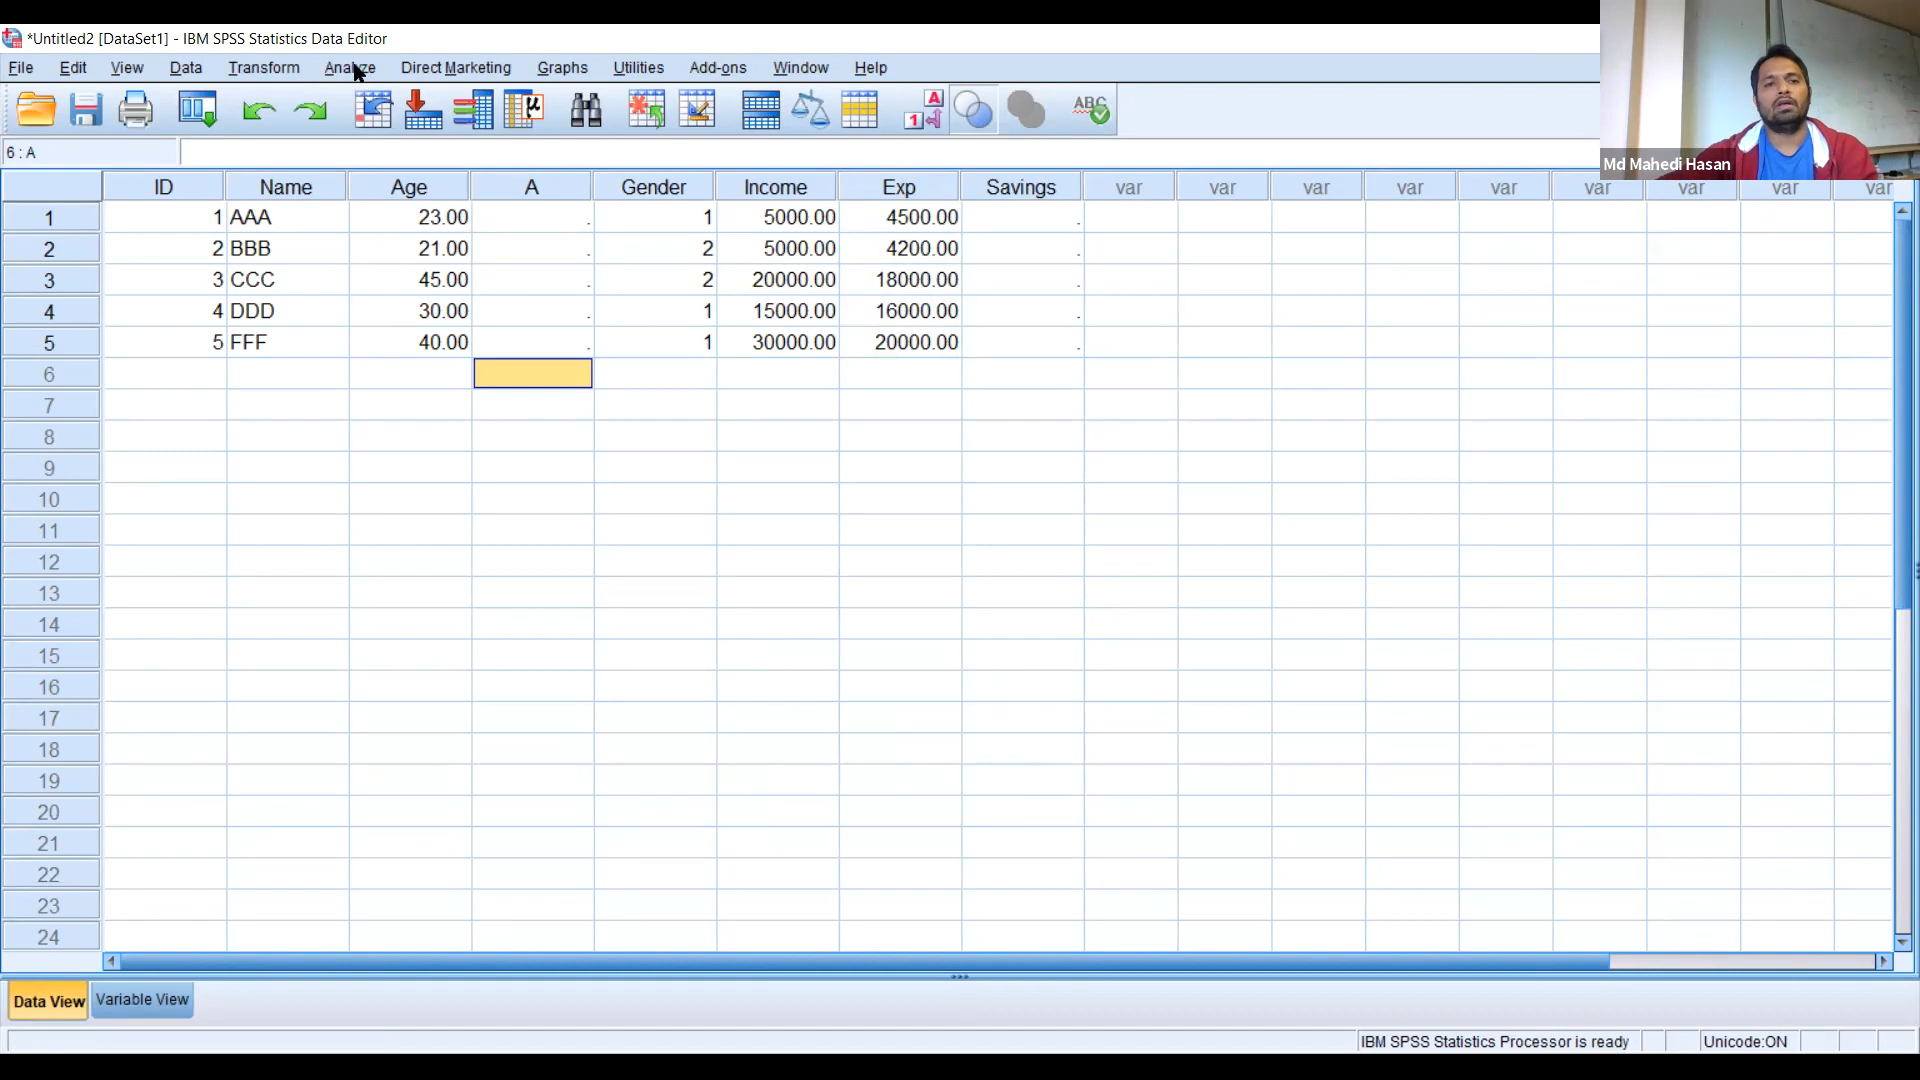 *Untitled2 [DataSet1] - IBM SPSS Statistics Data Editor
File Edit View Data Transform Analyze Direct Marketing Graphs Utilities Add-ons Window Help
Md Mahedi Hasan
6 : A
ID Name Age A Gender Income Exp Savings var var var var var var var var var
1 1 AAA 23.00 . 1 5000.00 4500.00 .
2 2 BBB 21.00 . 2 5000.00 4200.00 .
3 3 CCC 45.00 . 2 20000.00 18000.00 .
4 4 DDD 30.00 . 1 15000.00 16000.00 .
5 5 FFF 40.00 . 1 30000.00 20000.00 .
6
7
8
9
10
11
12
13
14
15
16
17
18
19
20
21
22
23
24
Data View Variable View
IBM SPSS Statistics Processor is ready Unicode:ON